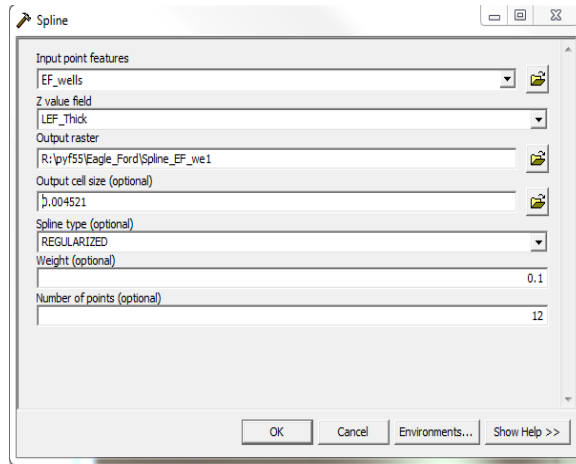 Spline
Input point features
EF_wells
Z value field
LEF_Thick
Output raster
R:\pyf55\Eagle_Ford\Spline_EF_we1
Output cell size (optional)
0.004521
Spline type (optional)
REGULARIZED
Weight (optional)
0.1
Number of points (optional)
12
OK Cancel Environments... Show Help >>